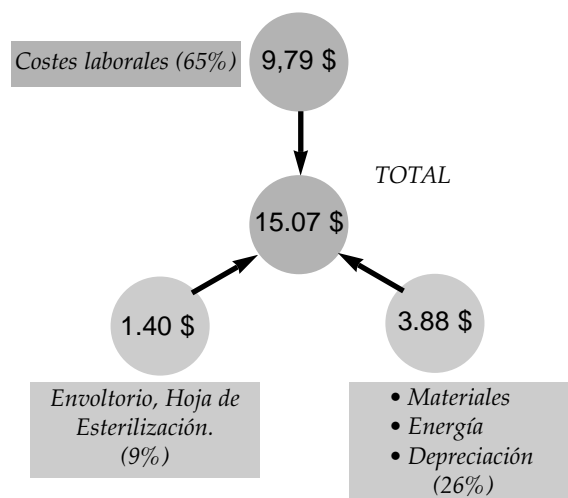 Costes laborales (65%)
9,79 $
TOTAL
15.07 $
1.40 $
3.88 $
Envoltorio, Hoja de
Esterilización.
(9%)
• Materiales
• Energía
• Depreciación
(26%)